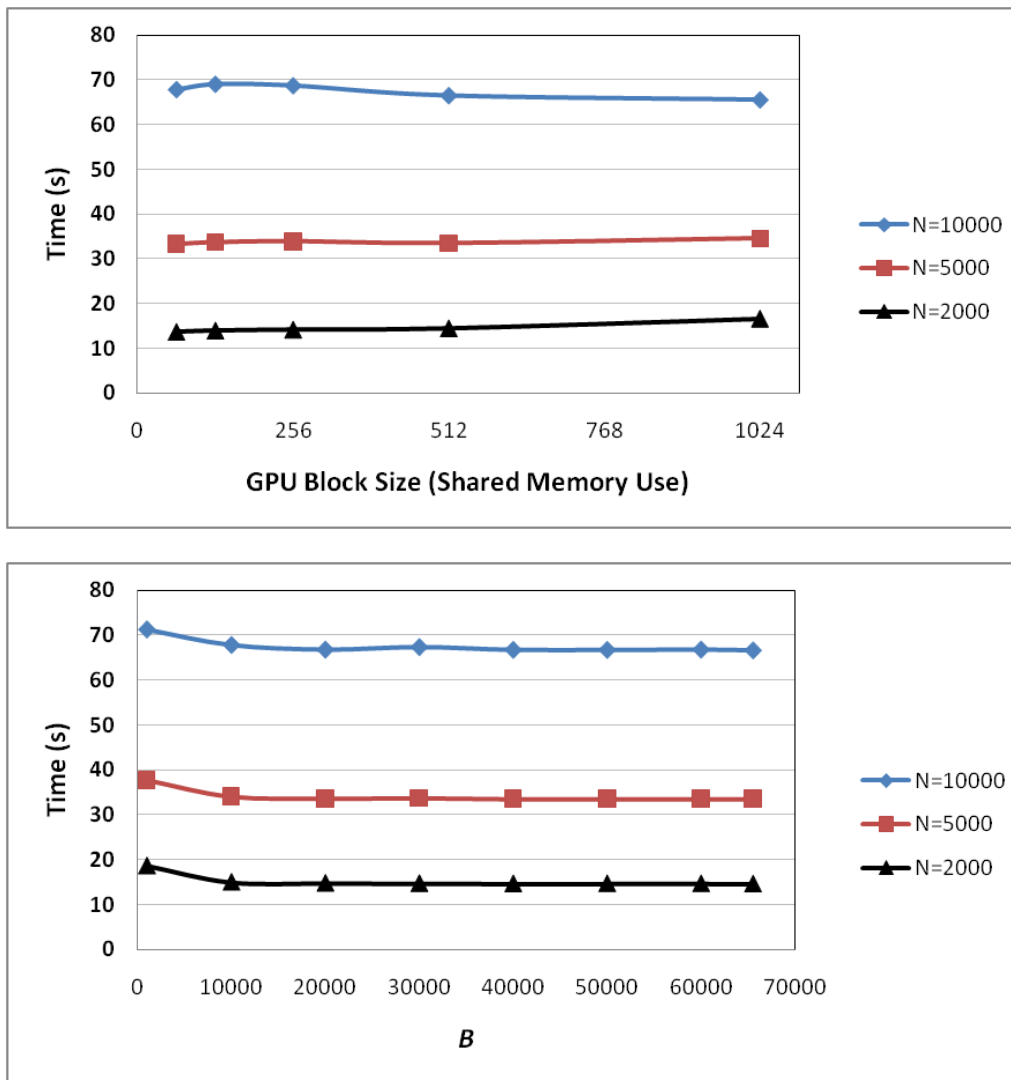 80
70
60
50
40
30
20
10
0
Time (s)
0 256 512 768 1024
GPU Block Size (Shared Memory Use)
N=10000
N=5000
N=2000
80
70
60
50
40
30
20
10
0
Time (s)
0 10000 20000 30000 40000 50000 60000 70000
B
N=10000
N=5000
N=2000